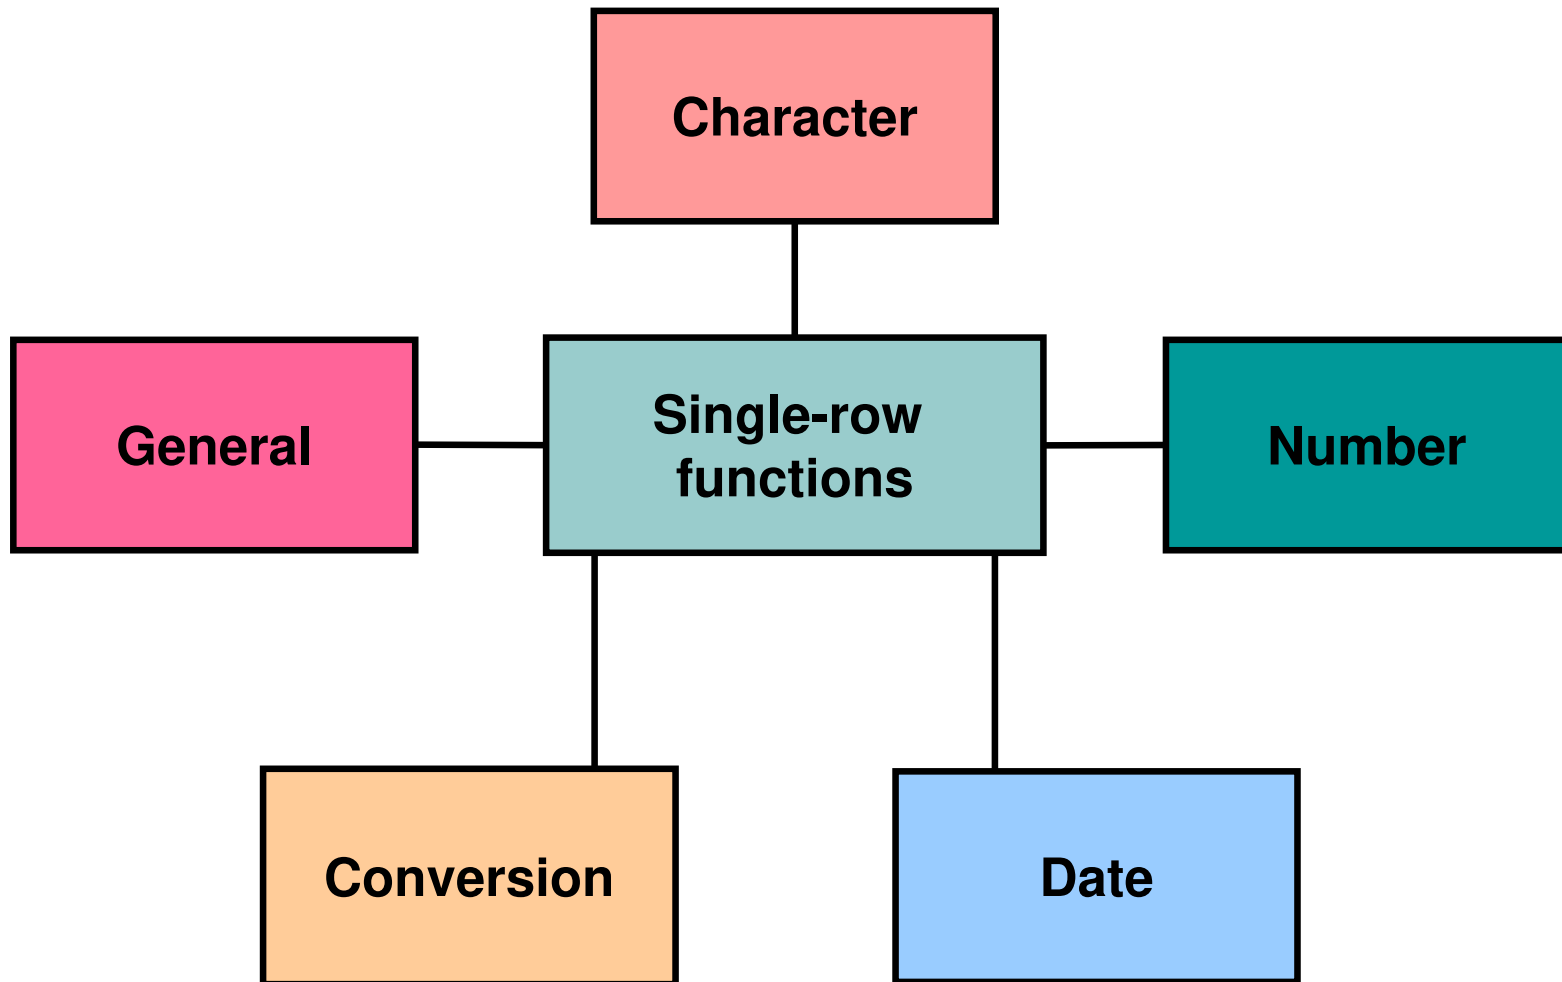 Character
General
Single-row
functions
Number
Conversion
Date